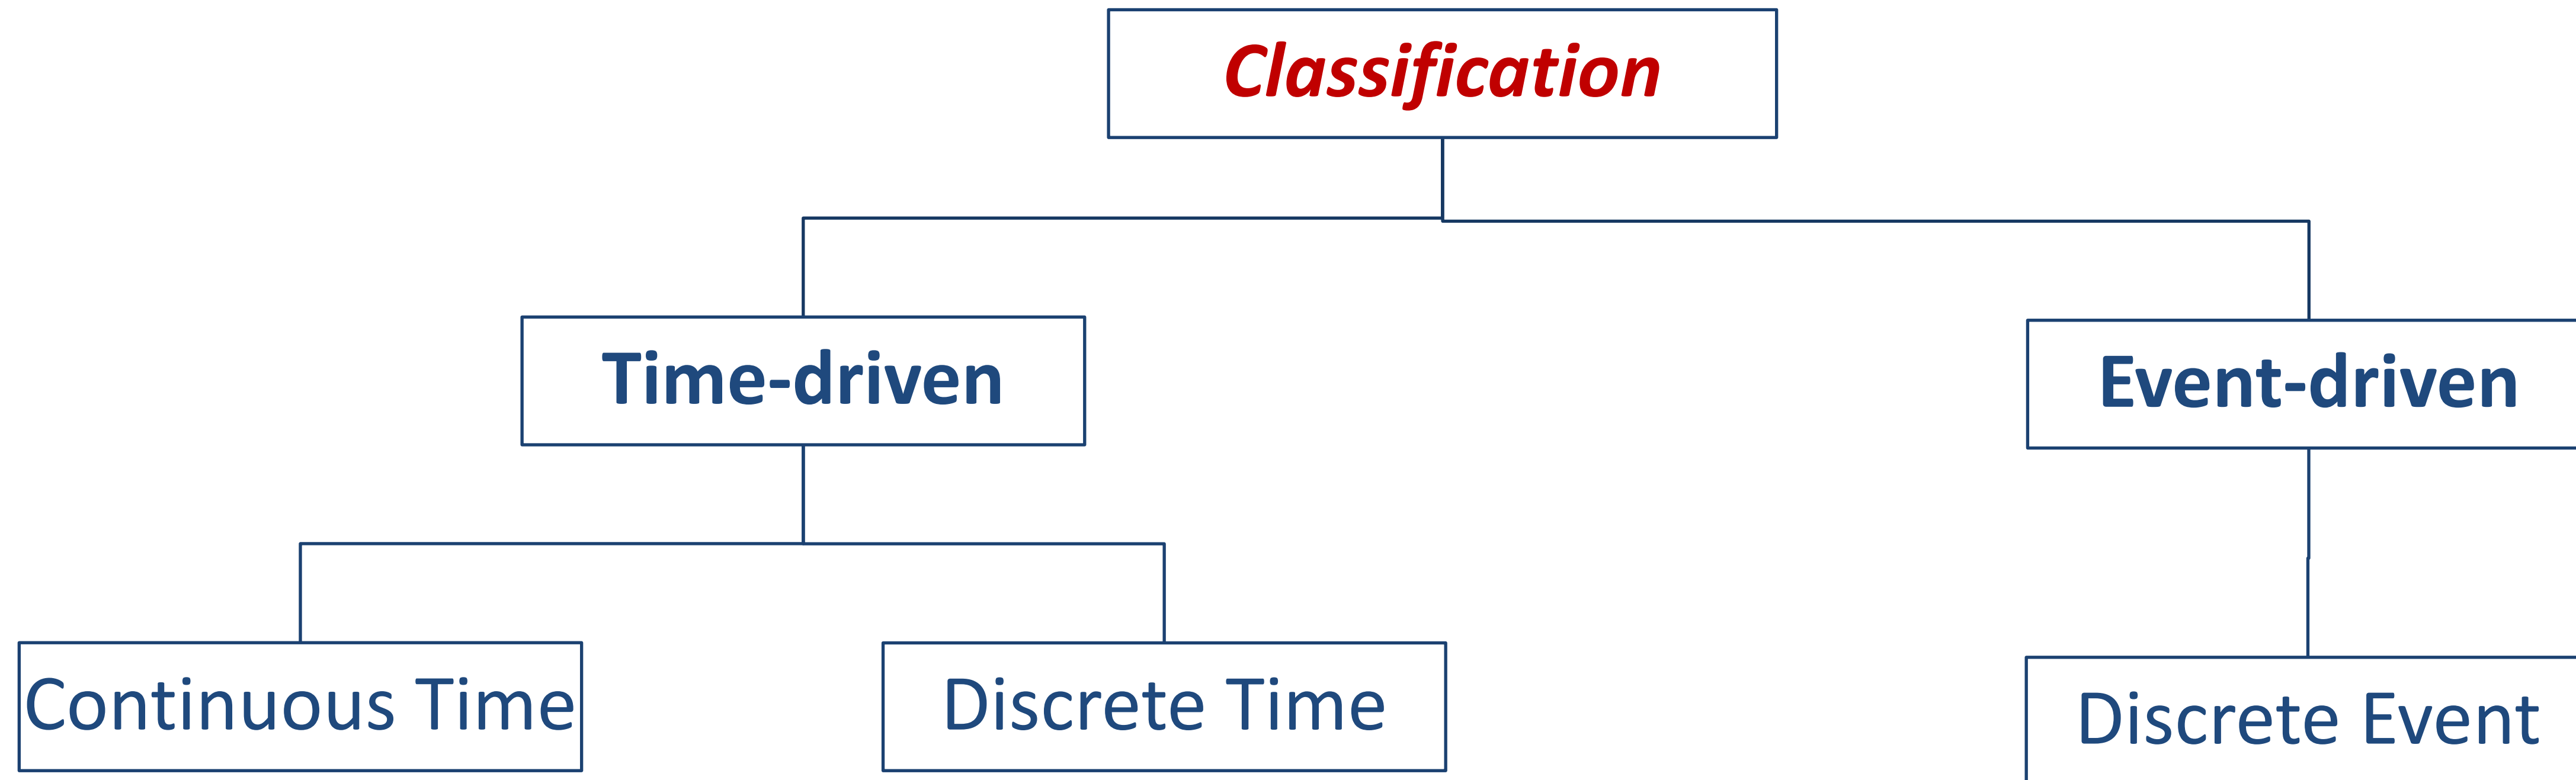 Classification
Time-driven
Event-driven
Continuous Time
Discrete Time
Discrete Event